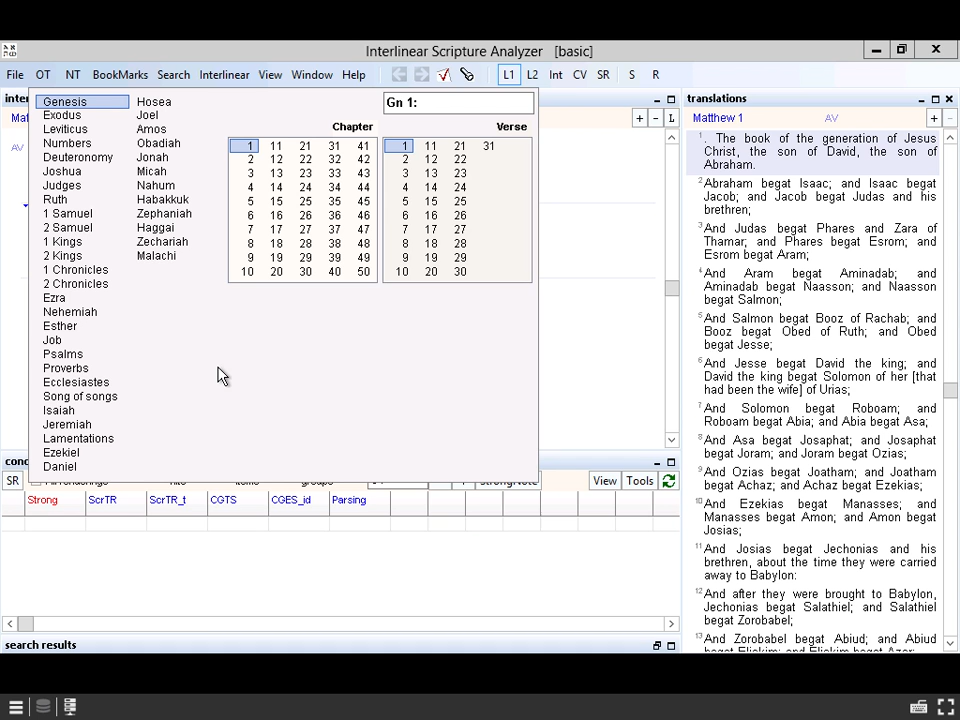 Interlinear Scripture Analyzer [basic]
File OT NT BookMarks Search Interlinear View Window Help L1 L2 Int CV SR S R
translations
+ - L
Matthew 1 AV + -
AV
Genesis Hosea
Exodus Joel
Leviticus Amos
Numbers Obadiah
Deuteronomy Jonah
Joshua Micah
Judges Nahum
Ruth Habakkuk
1 Samuel Zephaniah
2 Samuel Haggai
1 Kings Zechariah
2 Kings Malachi
1 Chronicles
2 Chronicles
Ezra
Nehemiah
Esther
Job
Psalms
Proverbs
Ecclesiastes
Song of songs
Isaiah
Jeremiah
Lamentations
Ezekiel
Daniel
Gn 1:
Chapter
1 11 21 31 41
2 12 22 32 42
3 13 23 33 43
4 14 24 34 44
5 15 25 35 45
6 16 26 36 46
7 17 27 37 47
8 18 28 38 48
9 19 29 39 49
10 20 30 40 50
Verse
1 11 21 31
2 12 22
3 13 23
4 14 24
5 15 25
6 16 26
7 17 27
8 18 28
9 19 29
10 20 30
SR View Tools
Strong ScrTR ScrTR_t CGTS CGES_id Parsing
search results
1. The book of the generation of Jesus
Christ, the son of David, the son of
Abraham.
2 Abraham begat Isaac; and Isaac begat
Jacob; and Jacob begat Judas and his
brethren;
3 And Judas begat Phares and Zara of
Thamar; and Phares begat Esrom; and
Esrom begat Aram;
4 And Aram begat Aminadab; and
Aminadab begat Naasson; and Naasson
begat Salmon;
5 And Salmon begat Booz of Rachab; and
Booz begat Obed of Ruth; and Obed
begat Jesse;
6 And Jesse begat David the king; and
David the king begat Solomon of her [that
had been the wife] of Urias;
7 And Solomon begat Roboam; and
Roboam begat Abia; and Abia begat Asa;
8 And Asa begat Josaphat; and Josaphat
begat Joram; and Joram begat Ozias;
9 And Ozias begat Joatham; and Joatham
begat Achaz; and Achaz begat Ezekias;
10 And Ezekias begat Manasses; and
Manasses begat Amon; and Amon begat
Josias;
11 And Josias begat Jechonias and his
brethren, about the time they were carried
away to Babylon:
12 And after they were brought to Babylon,
Jechonias begat Salathiel; and Salathiel
begat Zorobabel;
13 And Zorobabel begat Abiud; and Abiud